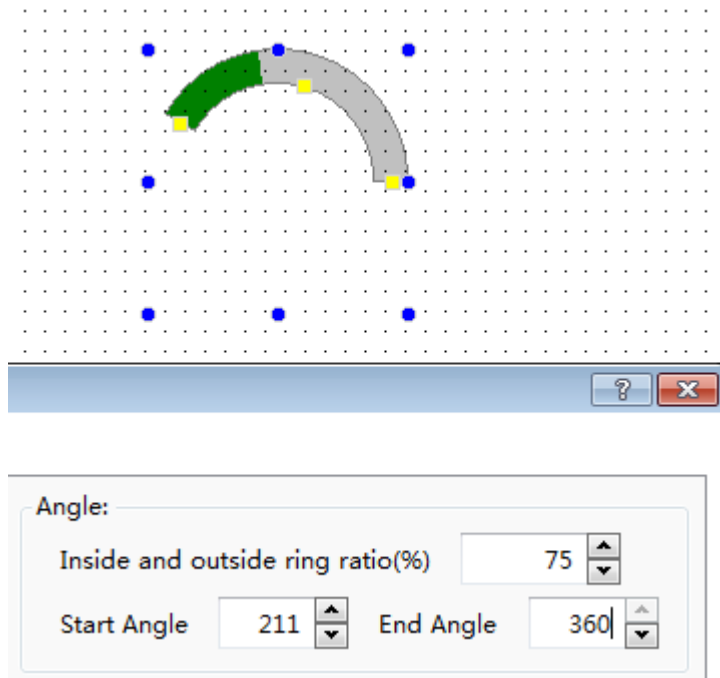 ?
Angle:
Inside and outside ring ratio(%) 75
Start Angle 211 End Angle 360